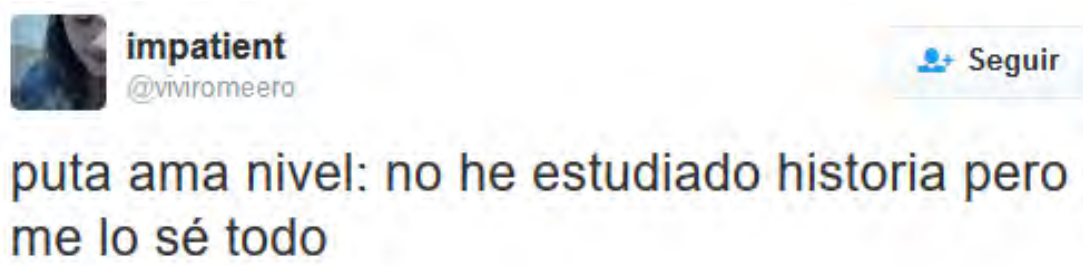 impatient
@viviromeero
Seguir
puta ama nivel: no he estudiado historia pero
me lo sé todo